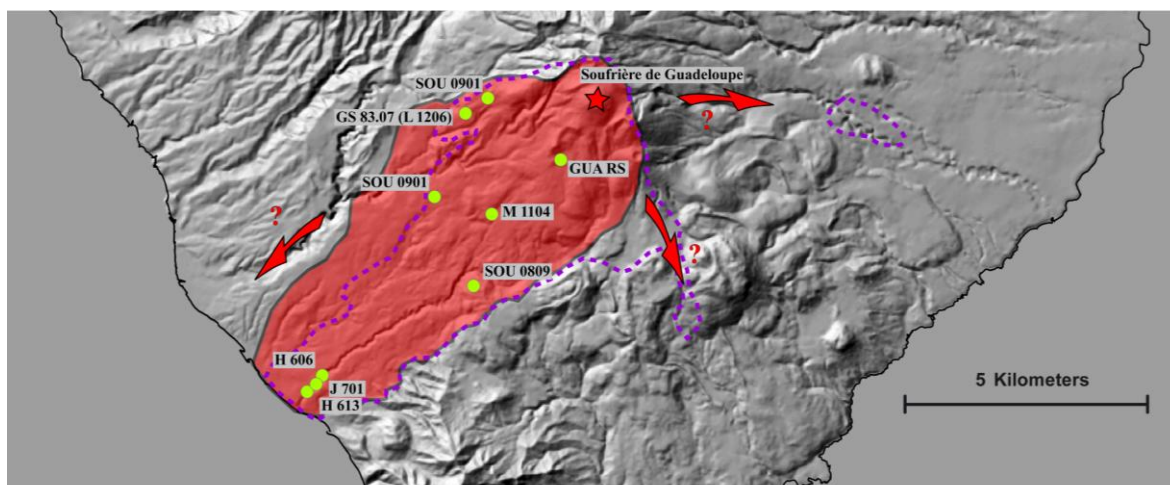 Soufrière de Guadeloupe
SOU 0901
GS 83.07 (L 1206)
?
GUA RS
SOU 0901
M 1104
?
?
SOU 0809
H 606
J 701
H 613
5 Kilometers